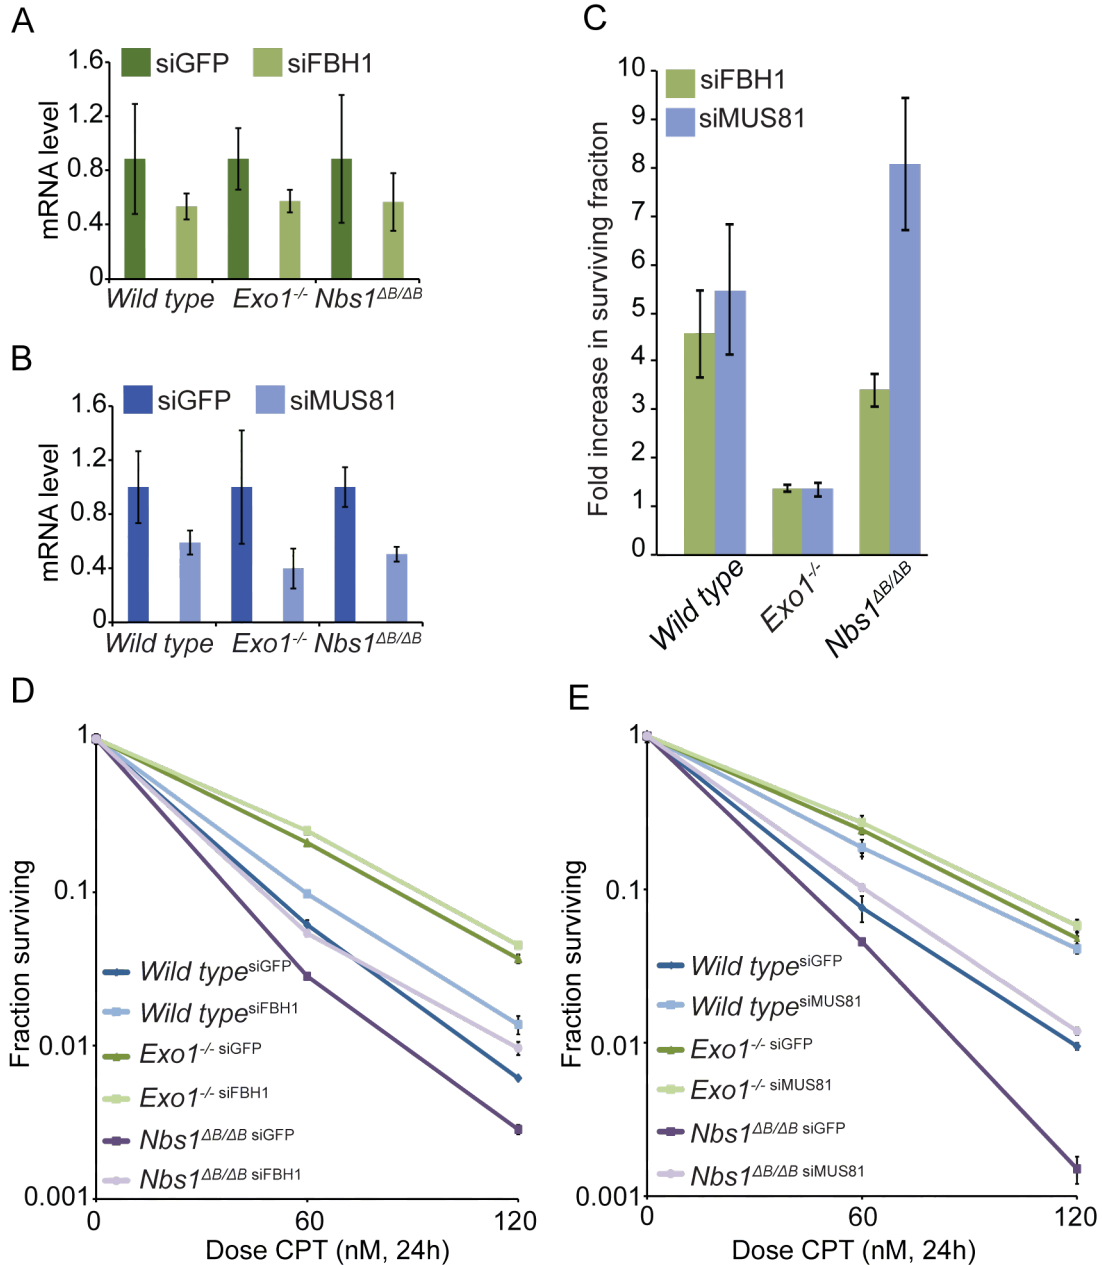 A
siGFP siFBH1
mRNA level
1.6
1.2
0.8
0.4
0
Wild type Exo1-/- Nbs1ΔB/ΔB
B
siGFP siMUS81
mRNA level
1.6
1.2
0.8
0.4
0
Wild type Exo1-/- Nbs1ΔB/ΔB
C
siFBH1
siMUS81
Fold increase in surviving fraciton
10
9
8
7
6
5
4
3
2
1
0
Wild type
Exo1-/-
Nbs1ΔB/ΔB
D
Fraction surviving
1
0.1
0.01
0.001
Wild typesiGFP
Wild typesiFBH1
Exo1-/- siGFP
Exo1-/- siFBH1
Nbs1ΔB/ΔB siGFP
Nbs1ΔB/ΔB siFBH1
0 60 120
Dose CPT (nM, 24h)
E
Fraction surviving
1
0.1
0.01
0.001
Wild typesiGFP
Wild typesiMUS81
Exo1-/- siGFP
Exo1-/- siMUS81
Nbs1ΔB/ΔB siGFP
Nbs1ΔB/ΔB siMUS81
0 60 120
Dose CPT (nM, 24h)